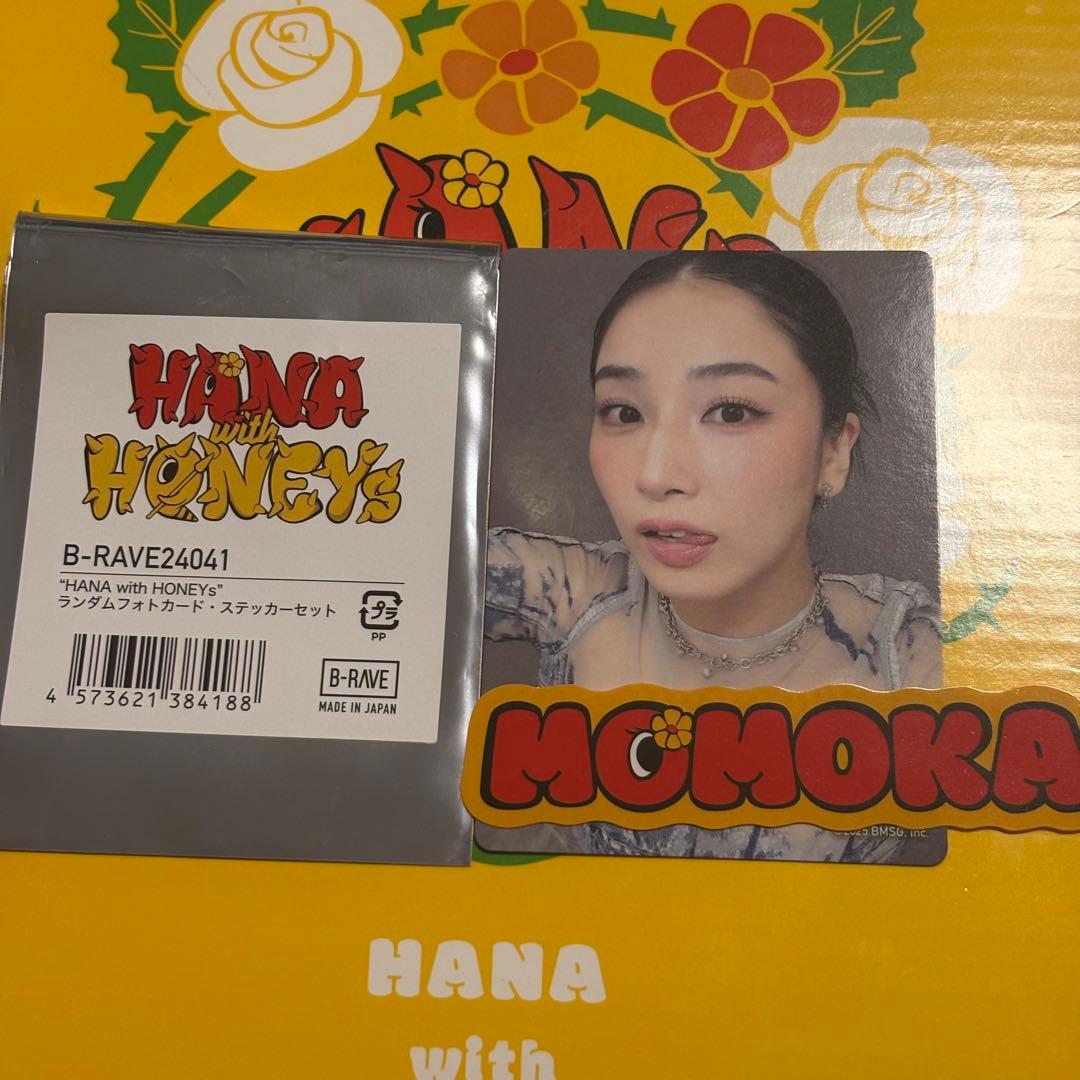 HANA
with
HONEYs
B-RAVE24041
“HANA with HONEYs”
ランダムフォトカード・ステッカーセット
プラ
PP
4 573621 384188
B-RAVE
MADE IN JAPAN
MOMOKA
©2025 BMSG, Inc.
HANA
with